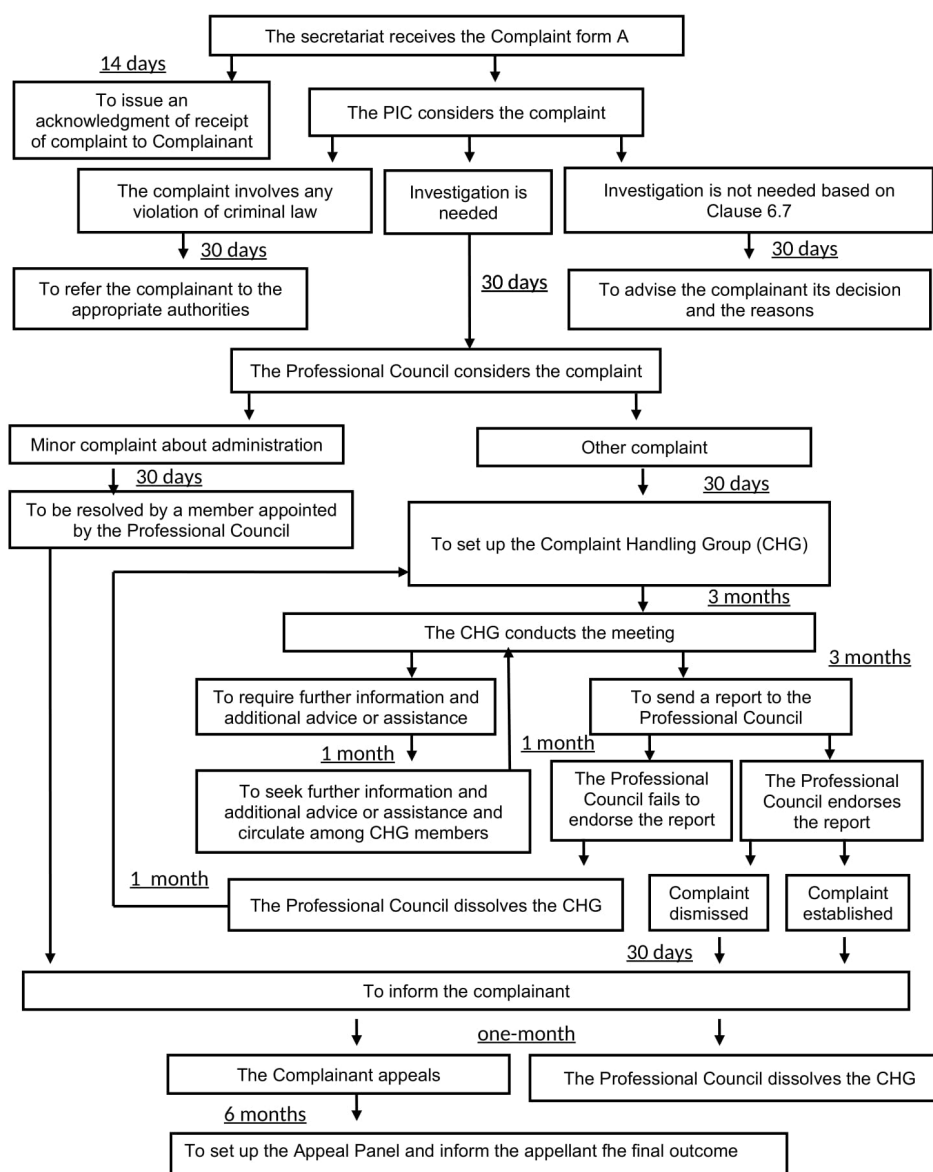 The secretariat receives the Complaint form A
14 days
To issue an
acknowledgment of receipt
of complaint to Complainant
The PIC considers the complaint
The complaint involves any
violation of criminal law
Investigation is
needed
Investigation is not needed based on
Clause 6.7
30 days
30 days
30 days
To refer the complainant to the
appropriate authorities
To advise the complainant its decision
and the reasons
The Professional Council considers the complaint
Minor complaint about administration
Other complaint
30 days
30 days
To be resolved by a member appointed
by the Professional Council
To set up the Complaint Handling Group (CHG)
3 months
The CHG conducts the meeting
3 months
To require further information and
additional advice or assistance
To send a report to the
Professional Council
1 month
1 month
To seek further information and
additional advice or assistance and
circulate among CHG members
The Professional
Council fails to
endorse the report
The Professional
Council endorses
the report
1 month
The Professional Council dissolves the CHG
Complaint
dismissed
Complaint
established
30 days
To inform the complainant
one-month
The Complainant appeals
The Professional Council dissolves the CHG
6 months
To set up the Appeal Panel and inform the appellant fhe final outcome